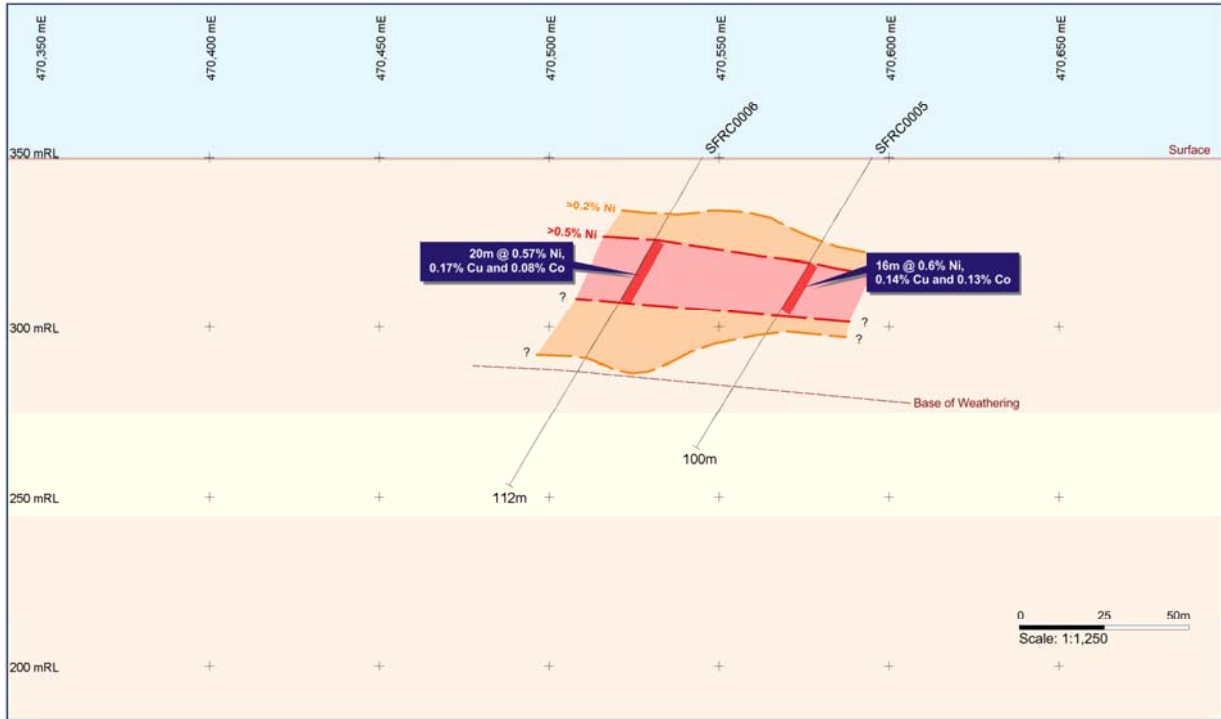 470,350 mE
470,400 mE
470,450 mE
470,500 mE
470,550 mE
470,600 mE
470,650 mE
SFRC0006
SFRC0005
350 mRL
Surface
>0.2% Ni
>0.5% Ni
20m @ 0.57% Ni,
0.17% Cu and 0.08% Co
16m @ 0.6% Ni,
0.14% Cu and 0.13% Co
?
?
300 mRL
?
?
Base of Weathering
100m
112m
250 mRL
0 25 50m
Scale: 1:1,250
200 mRL